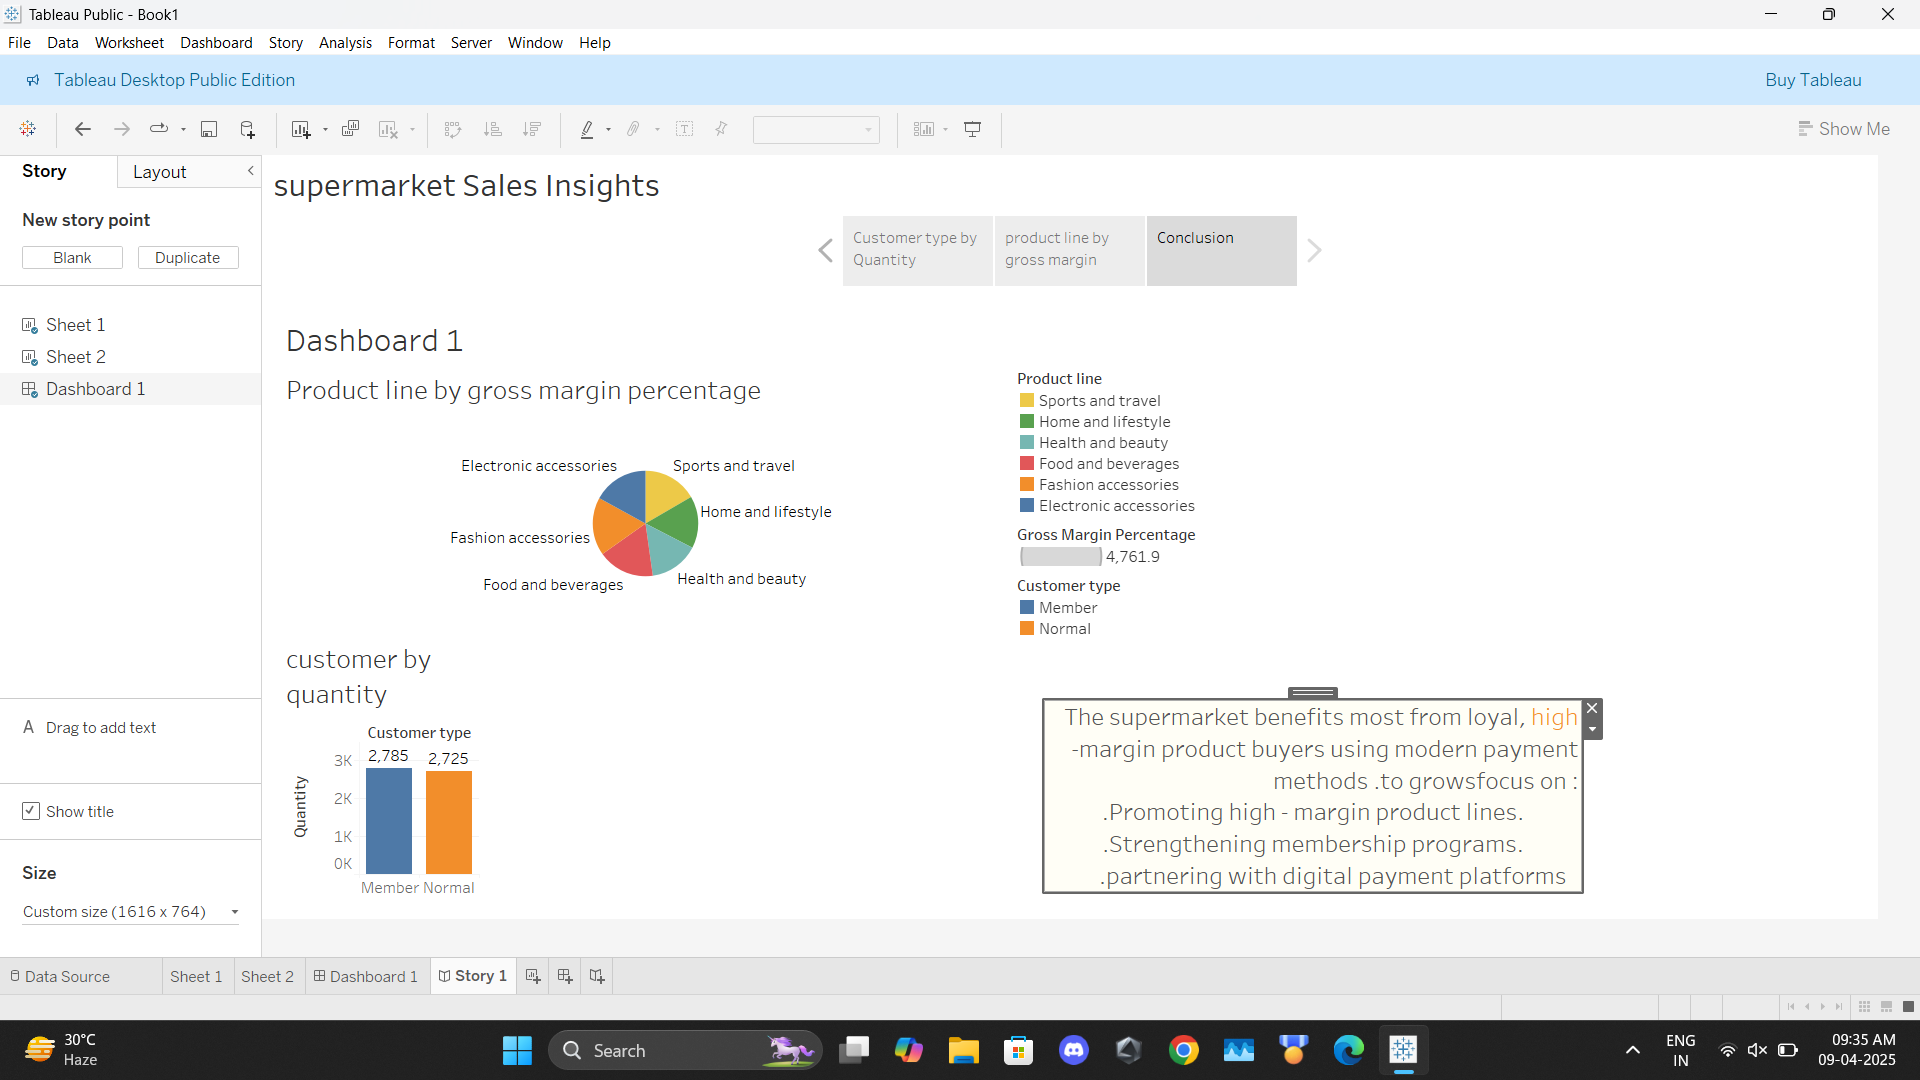 Tableau Public - Book1
File Data Worksheet Dashboard Story Analysis Format Server Window Help
Tableau Desktop Public Edition
Buy Tableau
Show Me
Story
Layout
New story point
Blank
Duplicate
Sheet 1
Sheet 2
Dashboard 1
A Drag to add text
Show title
Size
Custom size (1616 x 764)
supermarket Sales Insights
Customer type by
Quantity
product line by
gross margin
Conclusion
Dashboard 1
Product line by gross margin percentage
Electronic accessories
Sports and travel
Home and lifestyle
Fashion accessories
Health and beauty
Food and beverages
Product line
Sports and travel
Home and lifestyle
Health and beauty
Food and beverages
Fashion accessories
Electronic accessories
Gross Margin Percentage
4,761.9
Customer type
Member
Normal
customer by
quantity
Customer type
2,785
2,725
3K
2K
1K
0K
Quantity
Member Normal
The supermarket benefits most from loyal, high
-margin product buyers using modern payment
methods .to growsfocus on :
.Promoting high - margin product lines.
.Strengthening membership programs.
.partnering with digital payment platforms
Data Source
Sheet 1
Sheet 2
Dashboard 1
Story 1
30°C
Haze
Search
ENG
IN
09:35 AM
09-04-2025